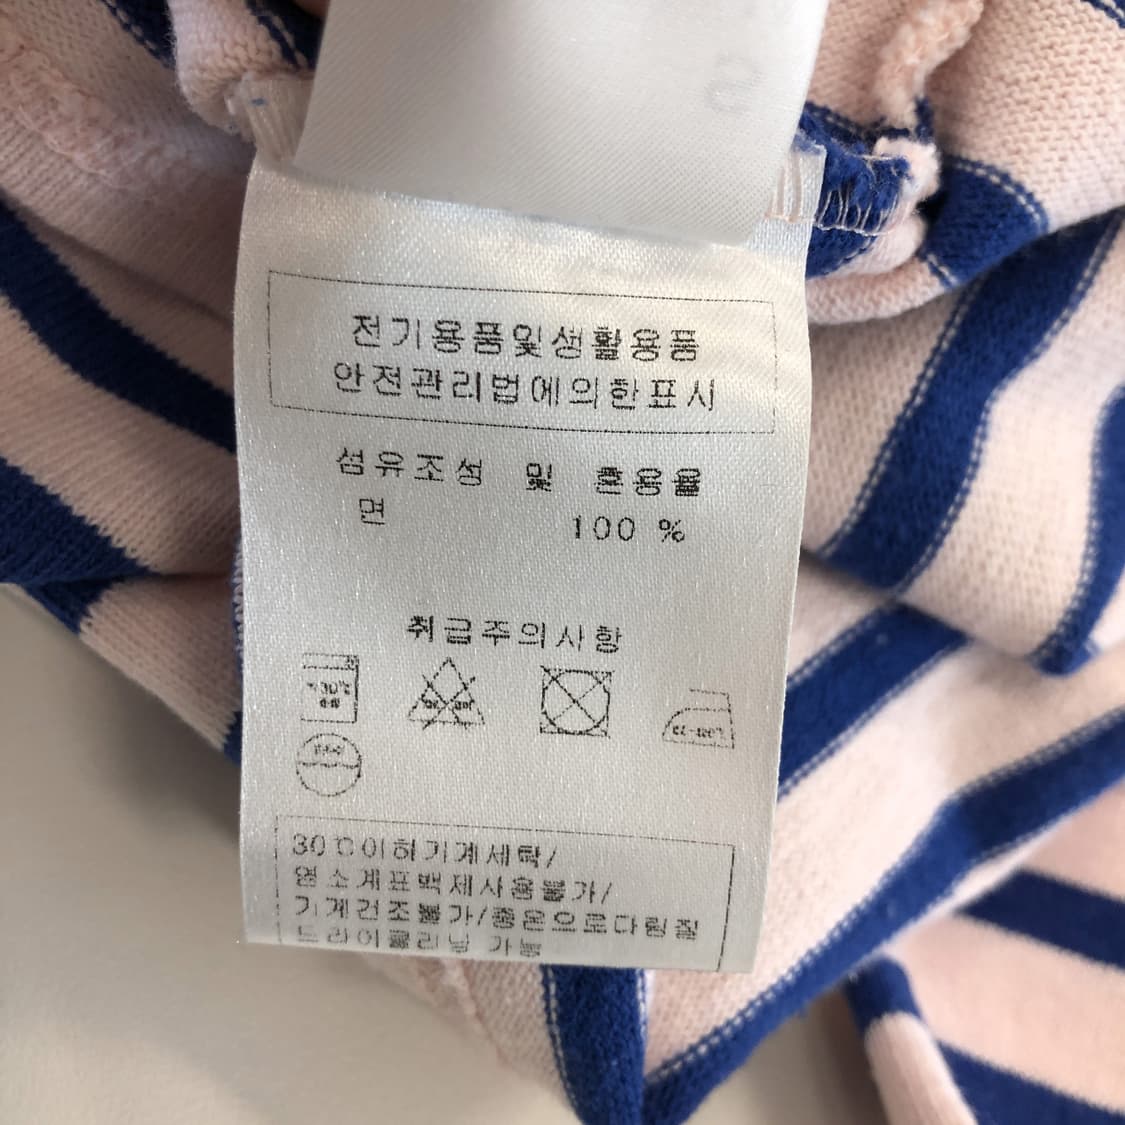 전기용품및생활용품
안전관리법에의한표시
섬유조성 및 혼용율
면 100 %
취급주의사항
30℃이하기계세탁/
염소계표백제사용불가/
기계건조불가/중온으로다림질
드라이클리닝 가능